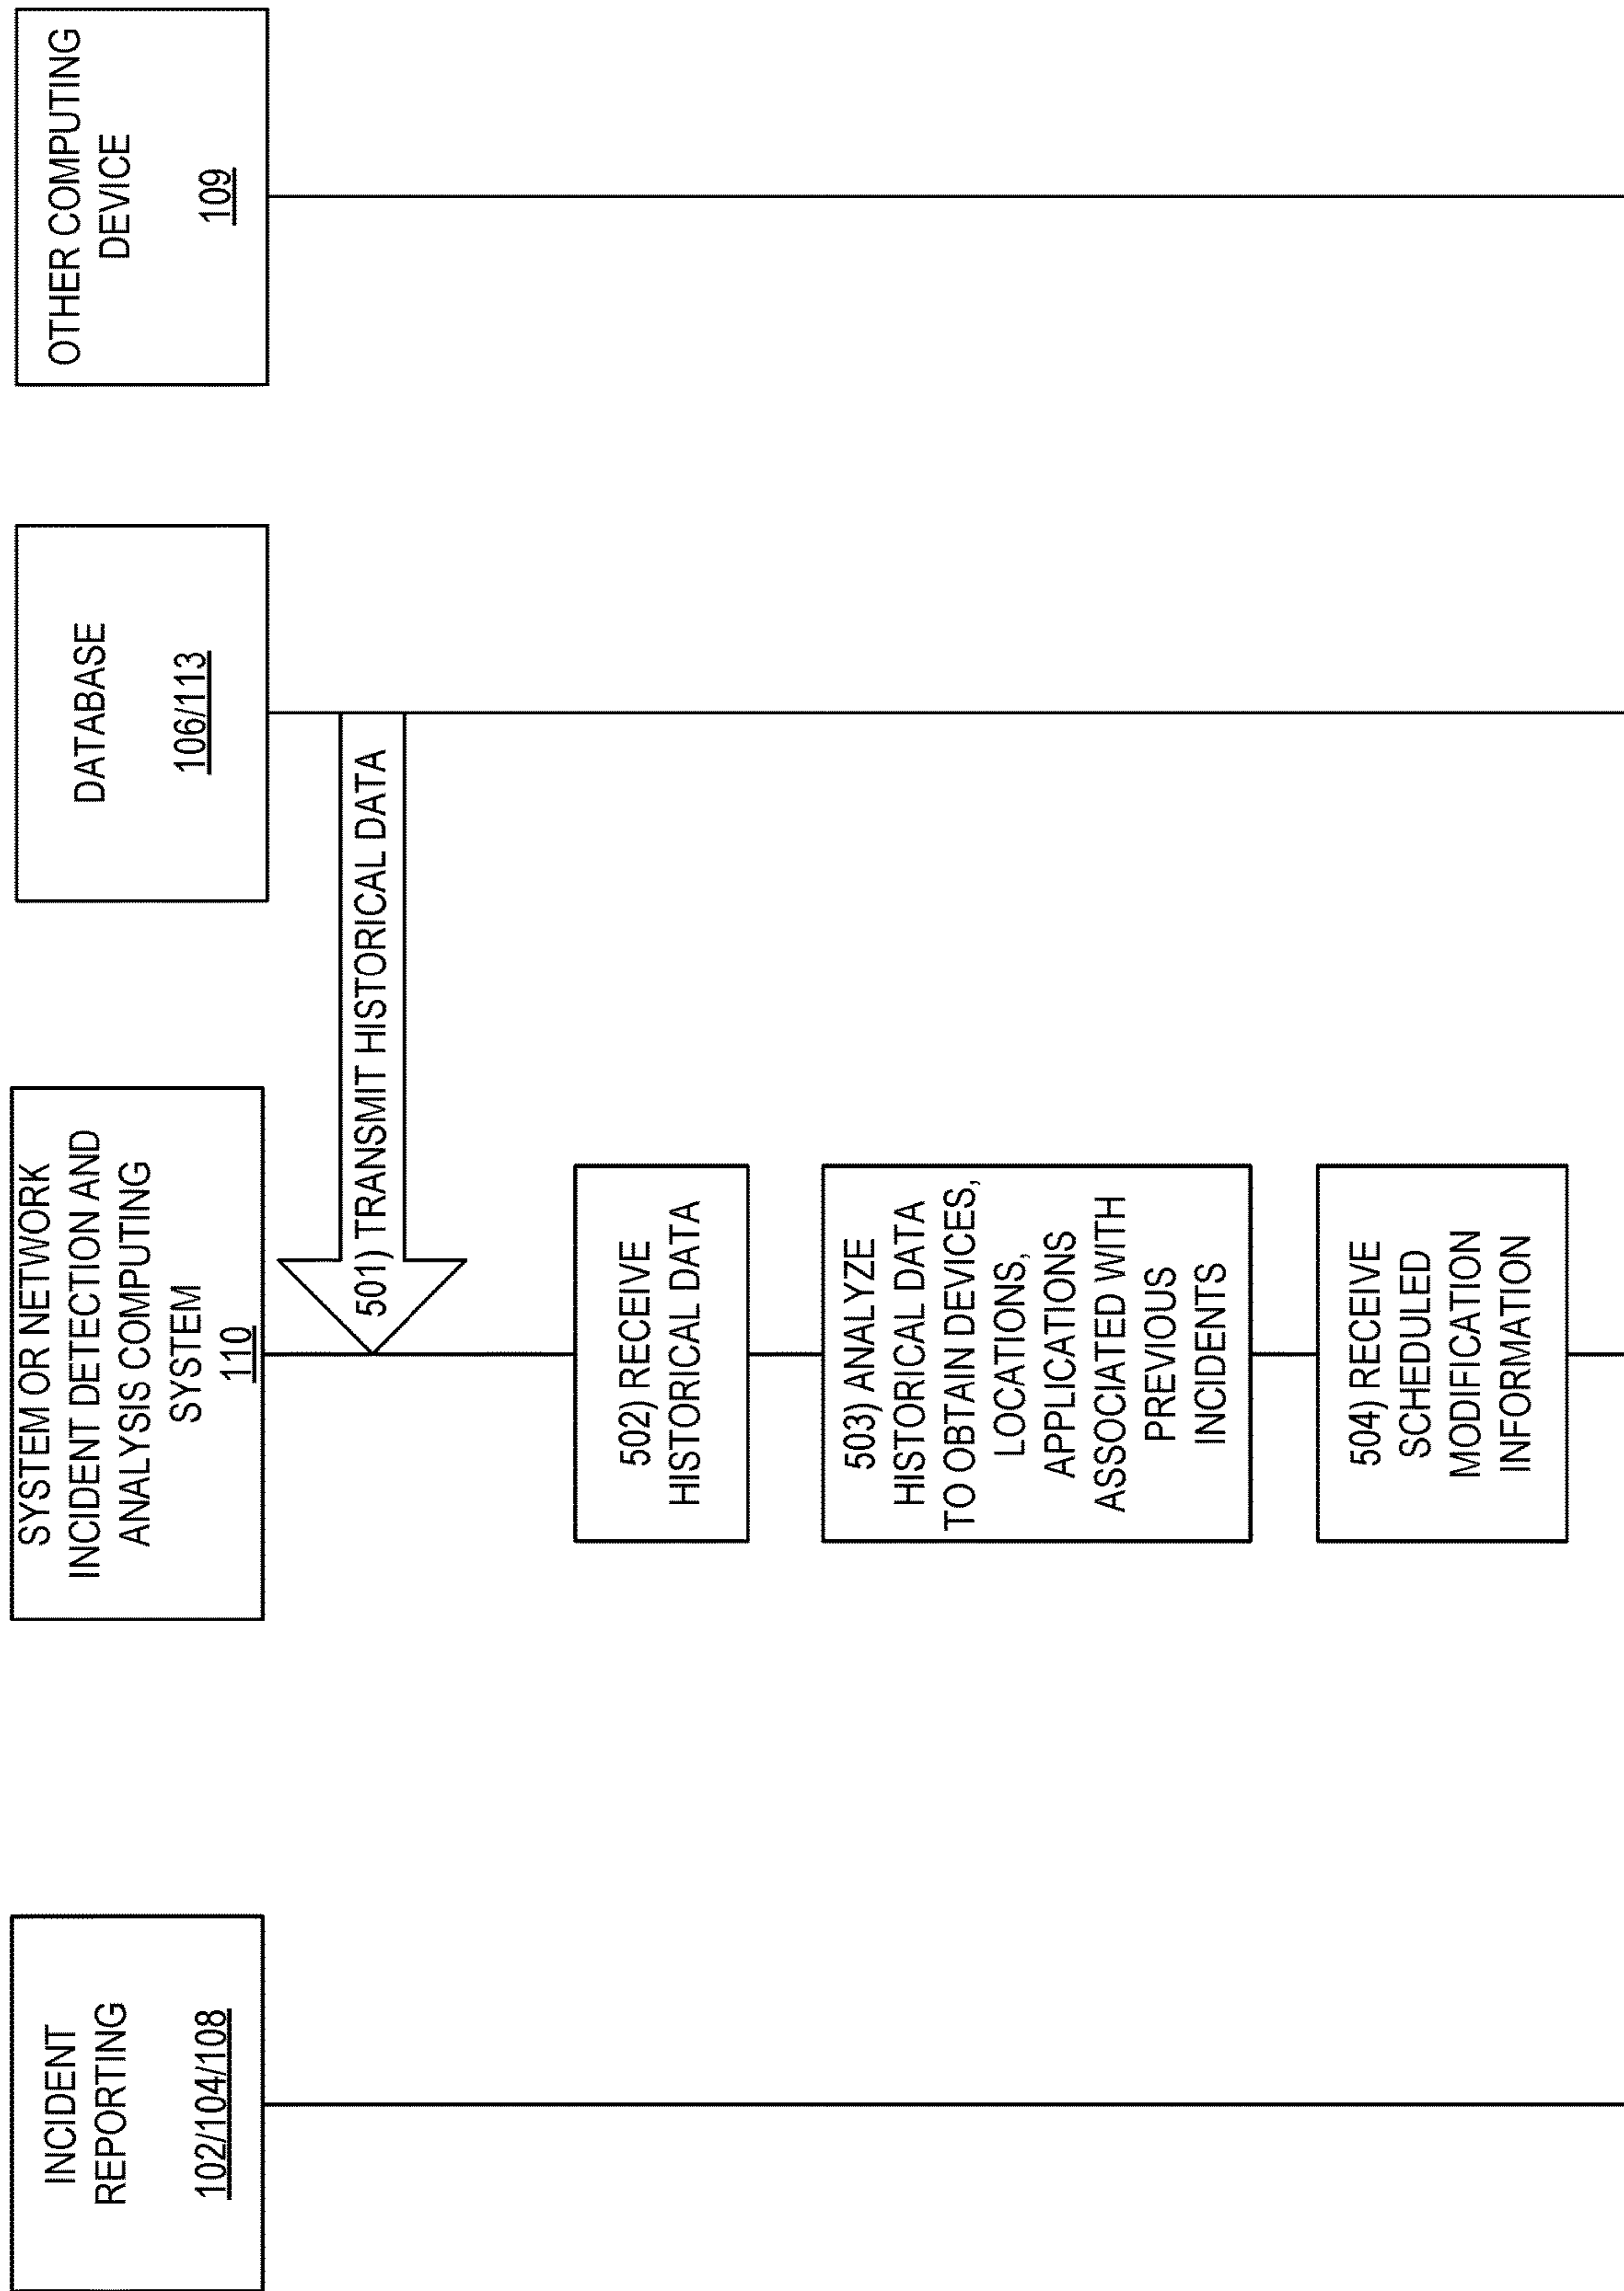 INCIDENT
REPORTING
102/104/108
SYSTEM OR NETWORK
INCIDENT DETECTION AND
ANALYSIS COMPUTING
SYSTEM
110
DATABASE
106/113
OTHER COMPUTING
DEVICE
109
501) TRANSMIT HISTORICAL DATA
502) RECEIVE
HISTORICAL DATA
503) ANALYZE
HISTORICAL DATA
TO OBTAIN DEVICES,
LOCATIONS,
APPLICATIONS
ASSOCIATED WITH
PREVIOUS
INCIDENTS
504) RECEIVE
SCHEDULED
MODIFICATION
INFORMATION